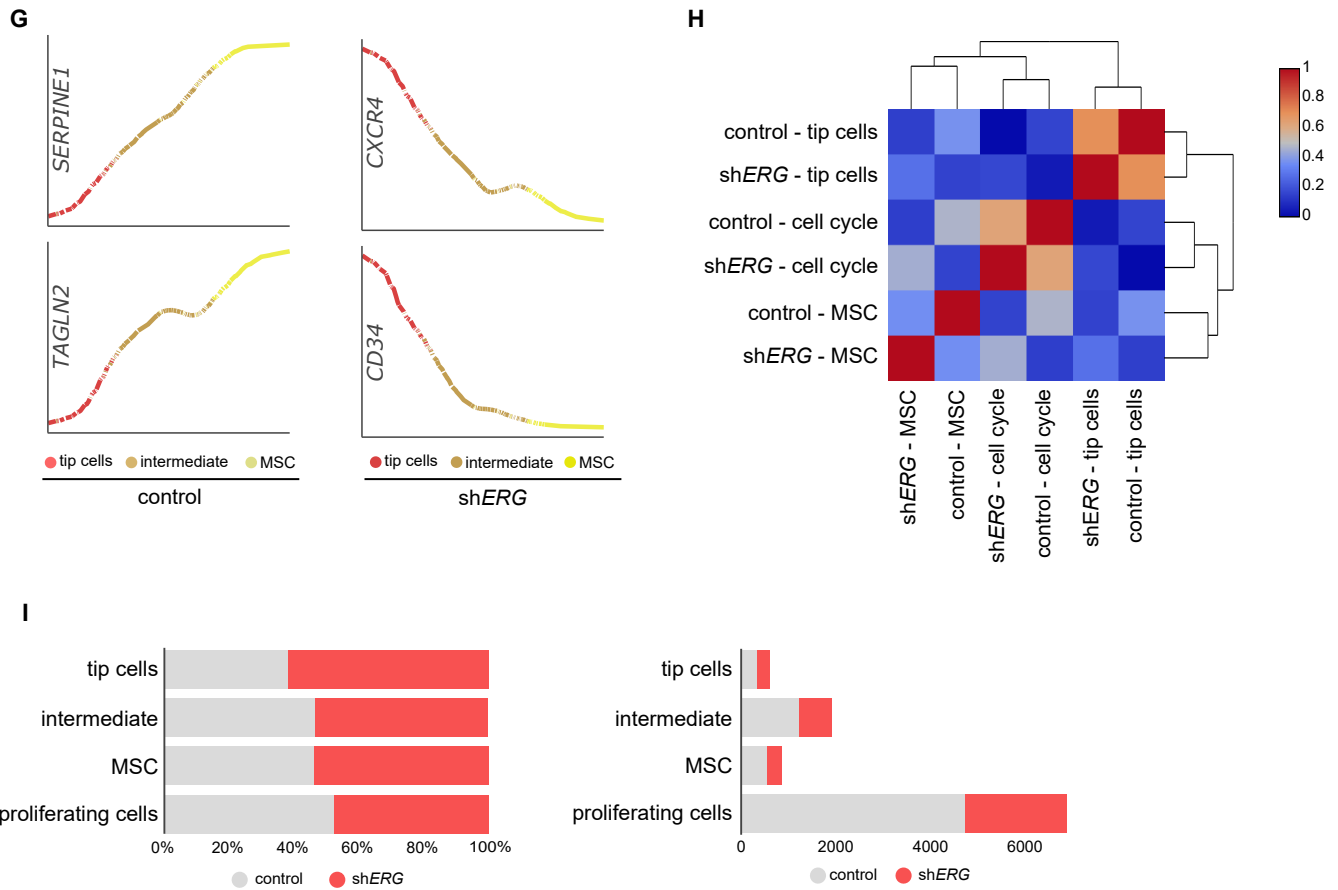 G
SERPINE1
CXCR4
TAGLN2
CD34
tip cells intermediate MSC
control
tip cells intermediate MSC
shERG
H
control - tip cells
shERG - tip cells
control - cell cycle
shERG - cell cycle
control - MSC
shERG - MSC
shERG - MSC
control - MSC
shERG - cell cycle
control - cell cycle
shERG - tip cells
control - tip cells
1
0.8
0.6
0.4
0.2
0
I
tip cells
intermediate
MSC
proliferating cells
0% 20% 40% 60% 80% 100%
control shERG
tip cells
intermediate
MSC
proliferating cells
0 2000 4000 6000
control shERG